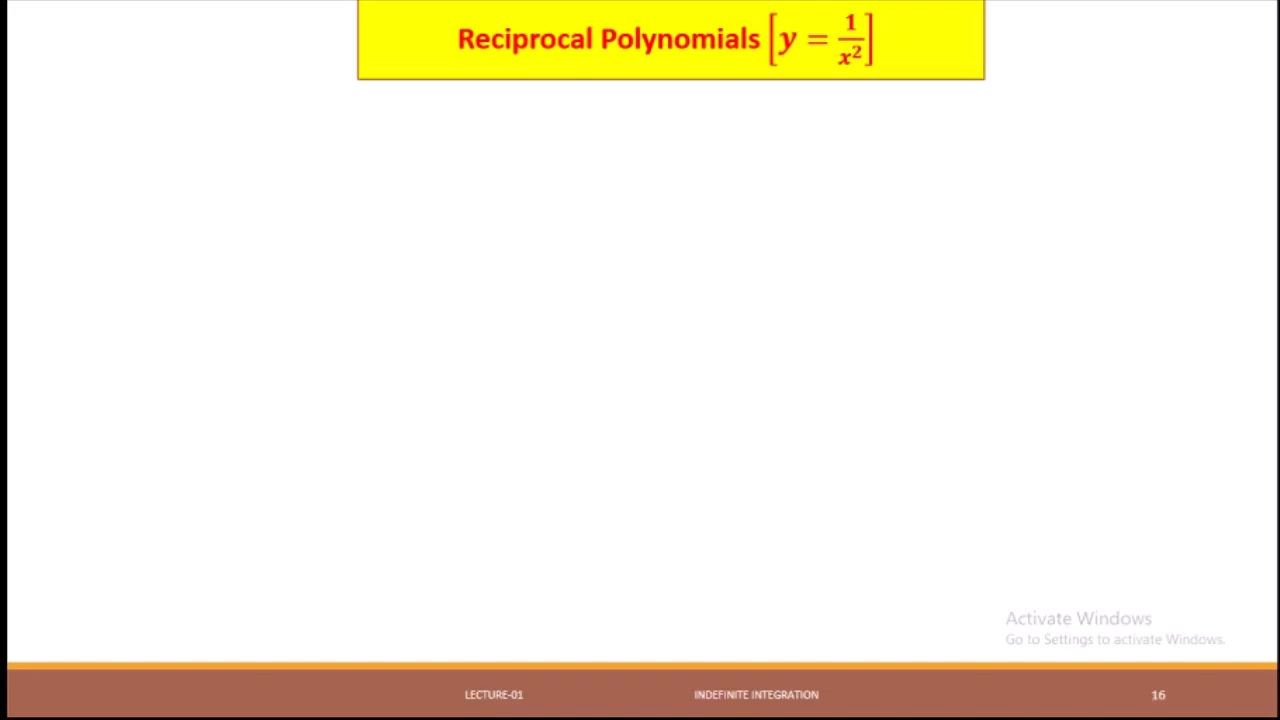 Reciprocal Polynomials [y = 1/x²]
Activate Windows
Go to Settings to activate Windows.
LECTURE-01 INDEFINITE INTEGRATION 16